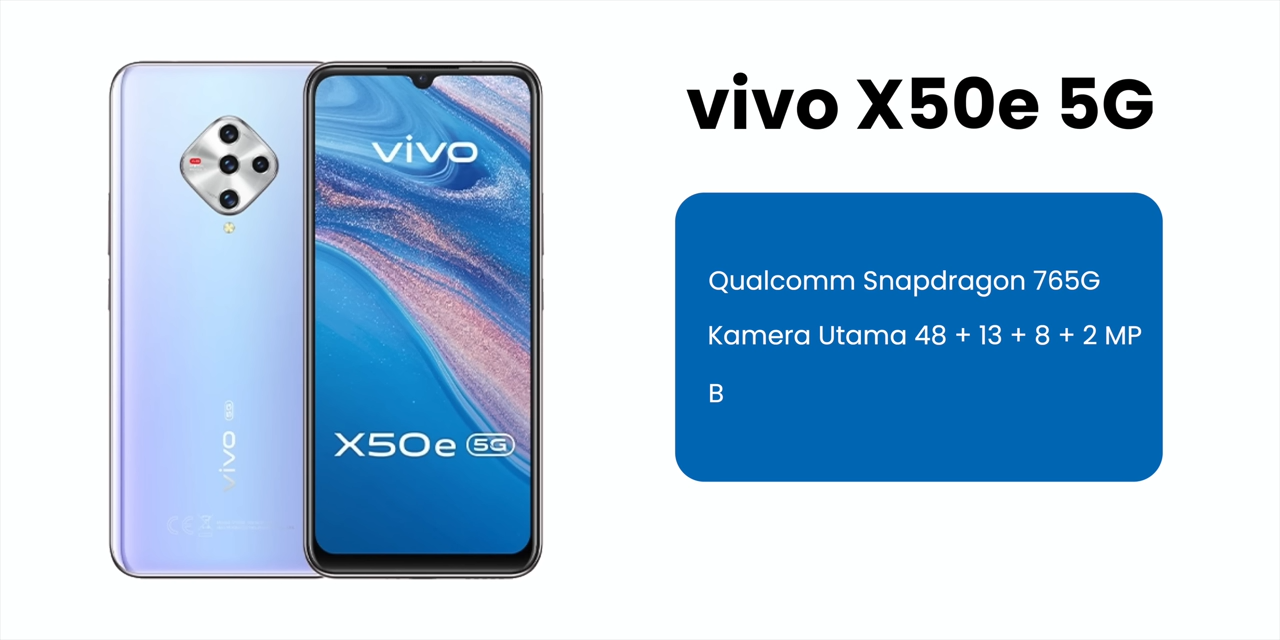 vivo X50e 5G
Qualcomm Snapdragon 765G
Kamera Utama 48 + 13 + 8 + 2 MP
B
vivo
X50e 5G
vivo 5G